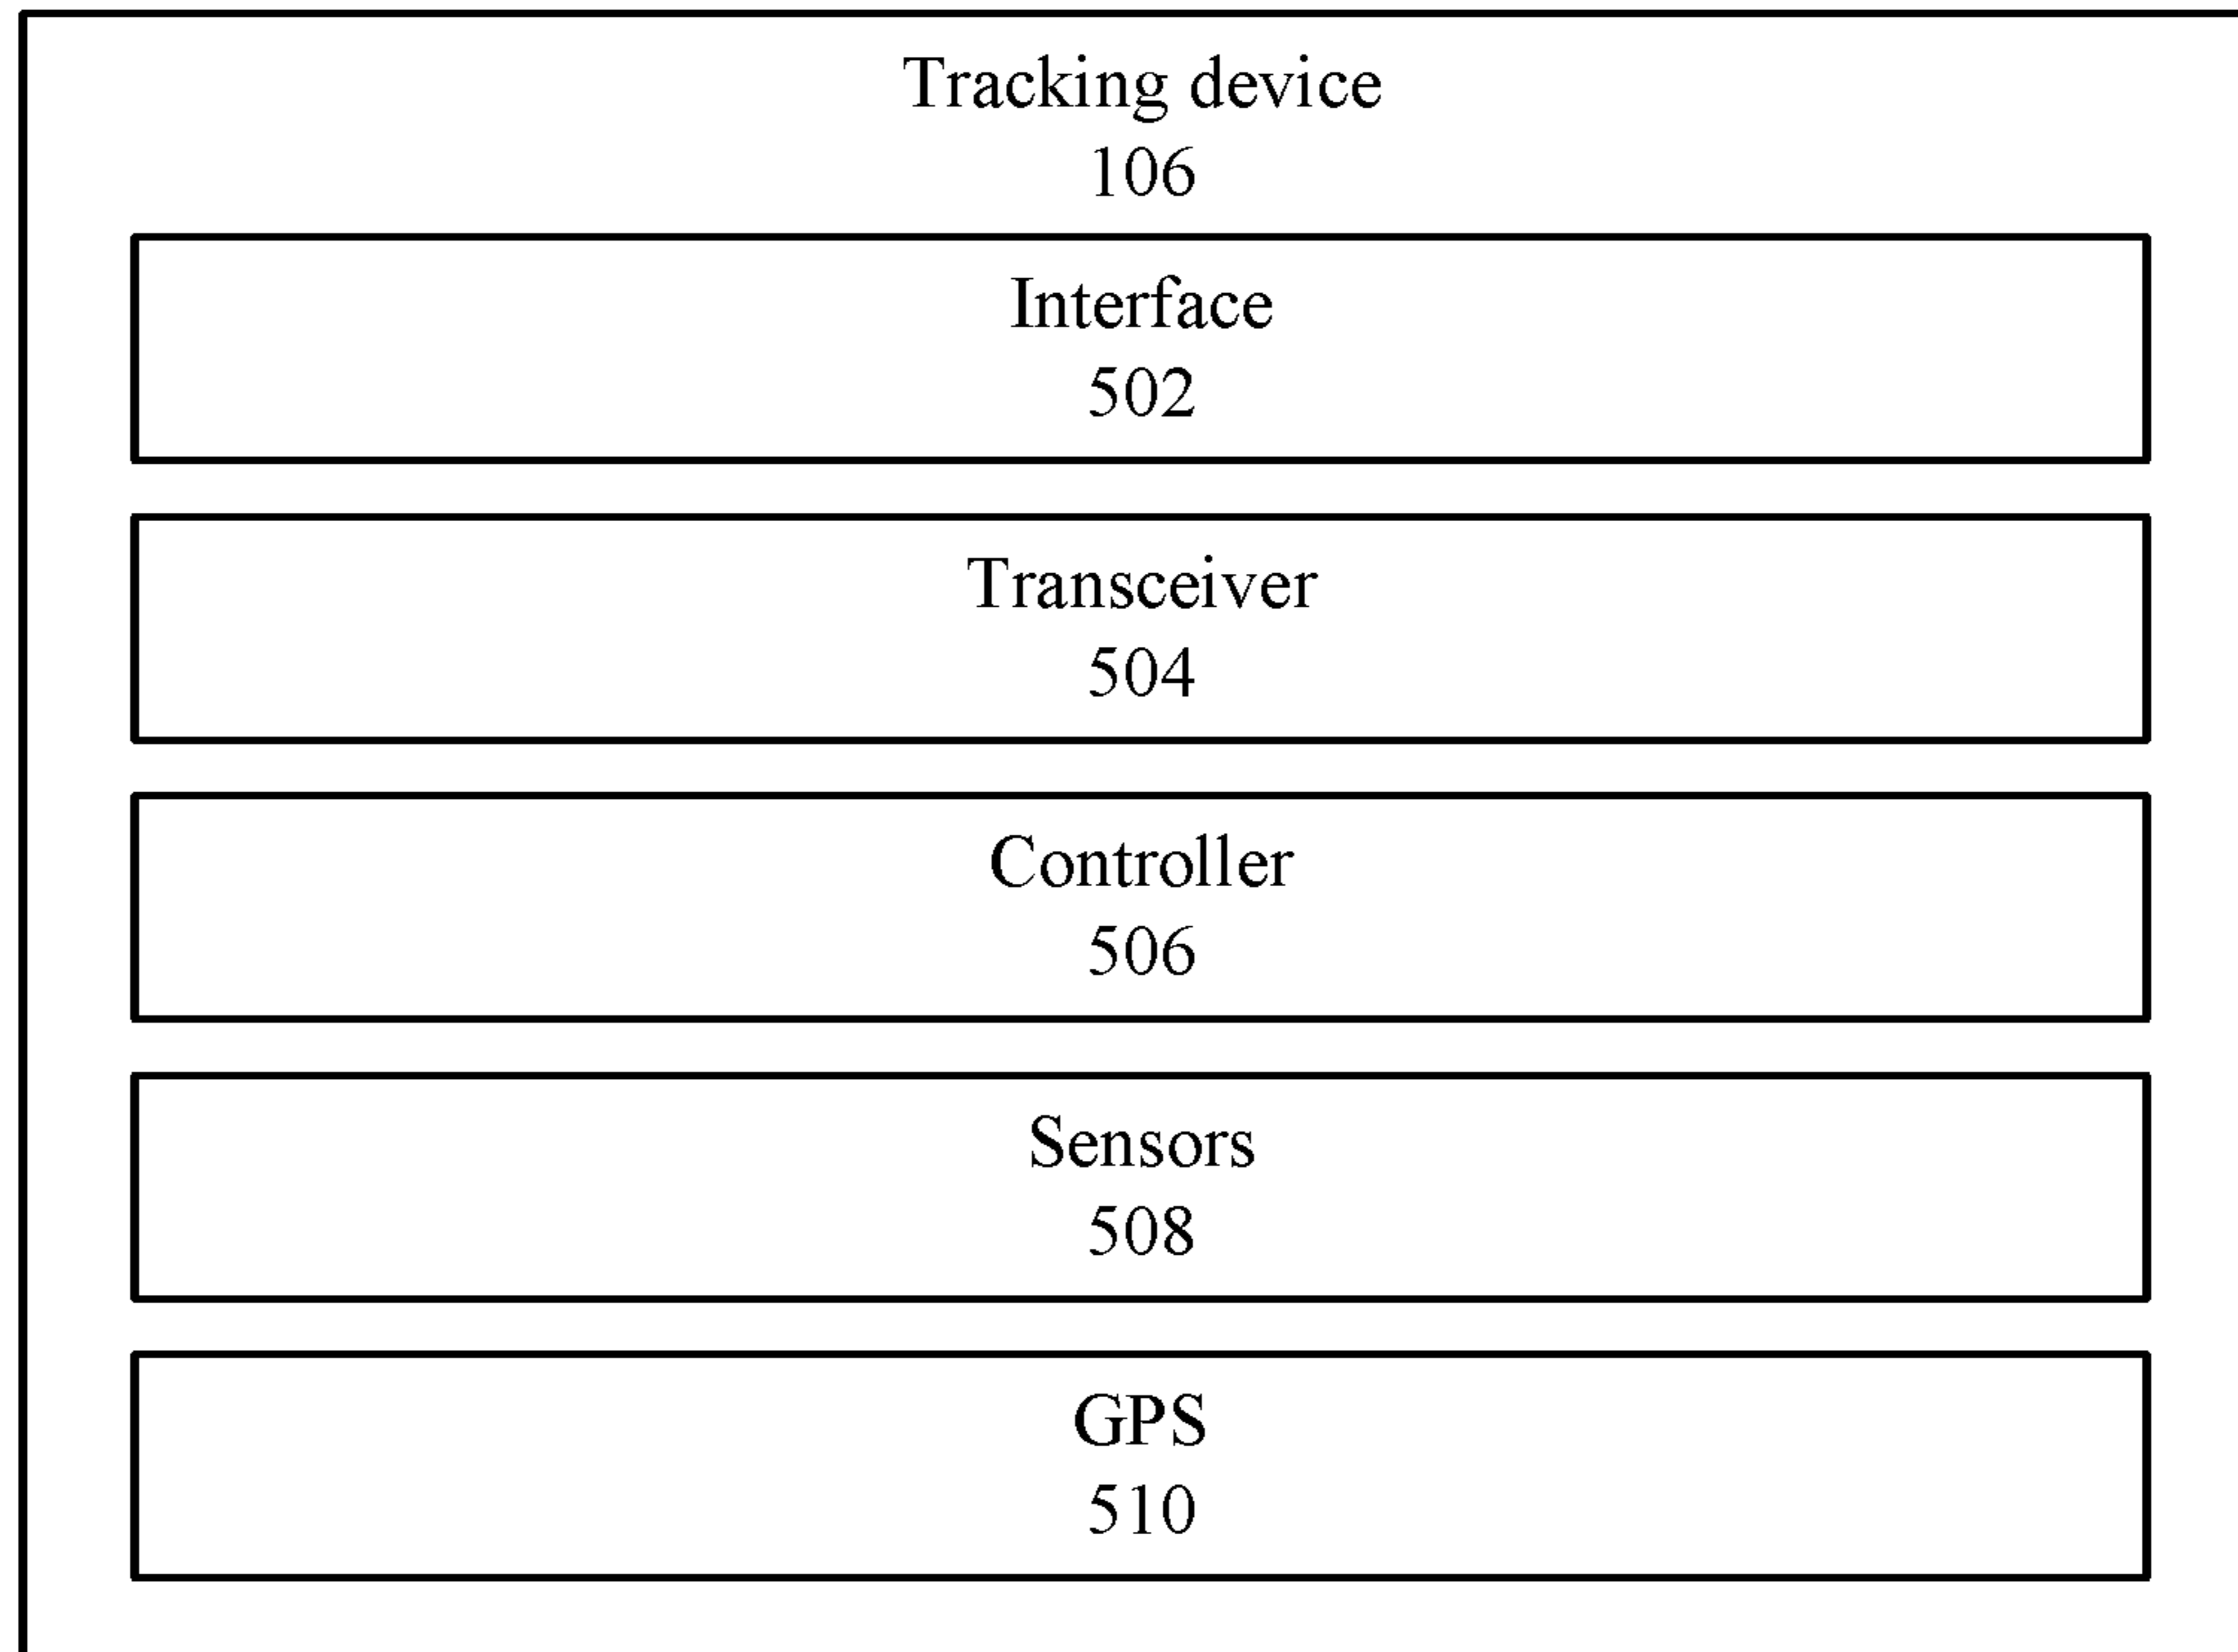 Tracking device
106
Interface
502
Transceiver
504
Controller
506
Sensors
508
GPS
510